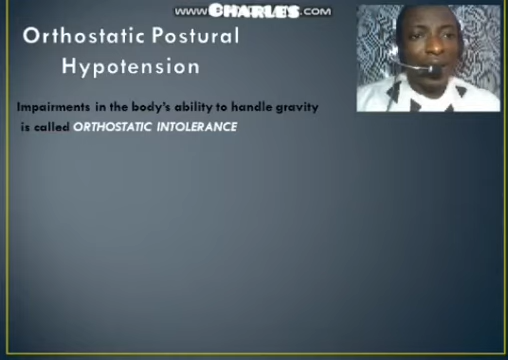 www.
CHARLES
.COM
Orthostatic Postural
Hypotension
Impairments in the body's ability to handle gravity
is called ORTHOSTATIC INTOLERANCE